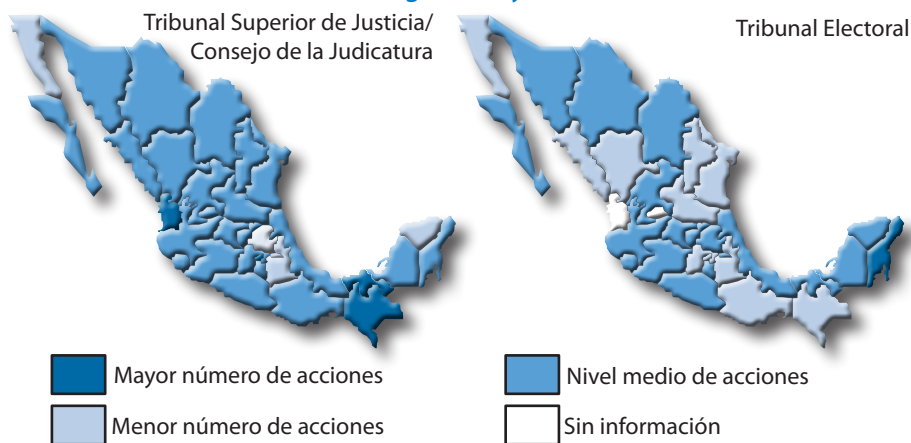 Tribunal Superior de Justicia/
Consejo de la Judicatura
Tribunal Electoral
Mayor número de acciones
Nivel medio de acciones
Menor número de acciones
Sin información